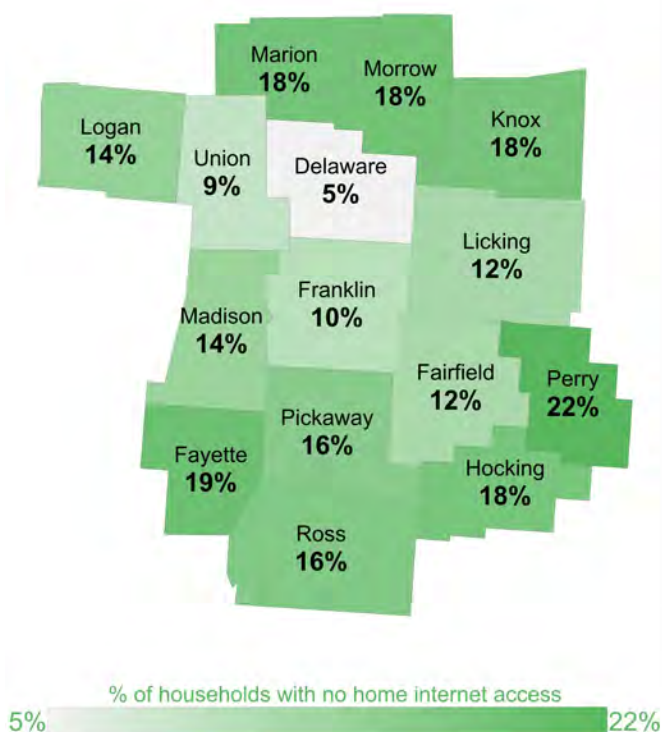 Marion
18%
Morrow
18%
Knox
18%
Logan
14%
Union
9%
Delaware
5%
Licking
12%
Franklin
10%
Madison
14%
Fairfield
12%
Perry
22%
Pickaway
16%
Fayette
19%
Hocking
18%
Ross
16%
% of households with no home internet access
5%
22%